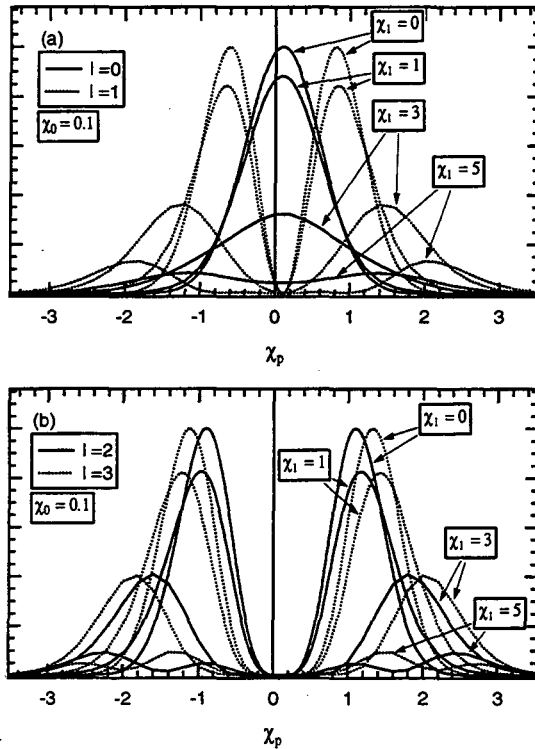 (a)
l=0
l=1
χ₀ = 0.1
χ₁ = 0
χ₁ = 1
χ₁ = 3
χ₁ = 5
-3 -2 -1 0 1 2 3
χₚ
(b)
l=2
l=3
χ₀ = 0.1
χ₁ = 0
χ₁ = 1
χ₁ = 3
χ₁ = 5
-3 -2 -1 0 1 2 3
χₚ